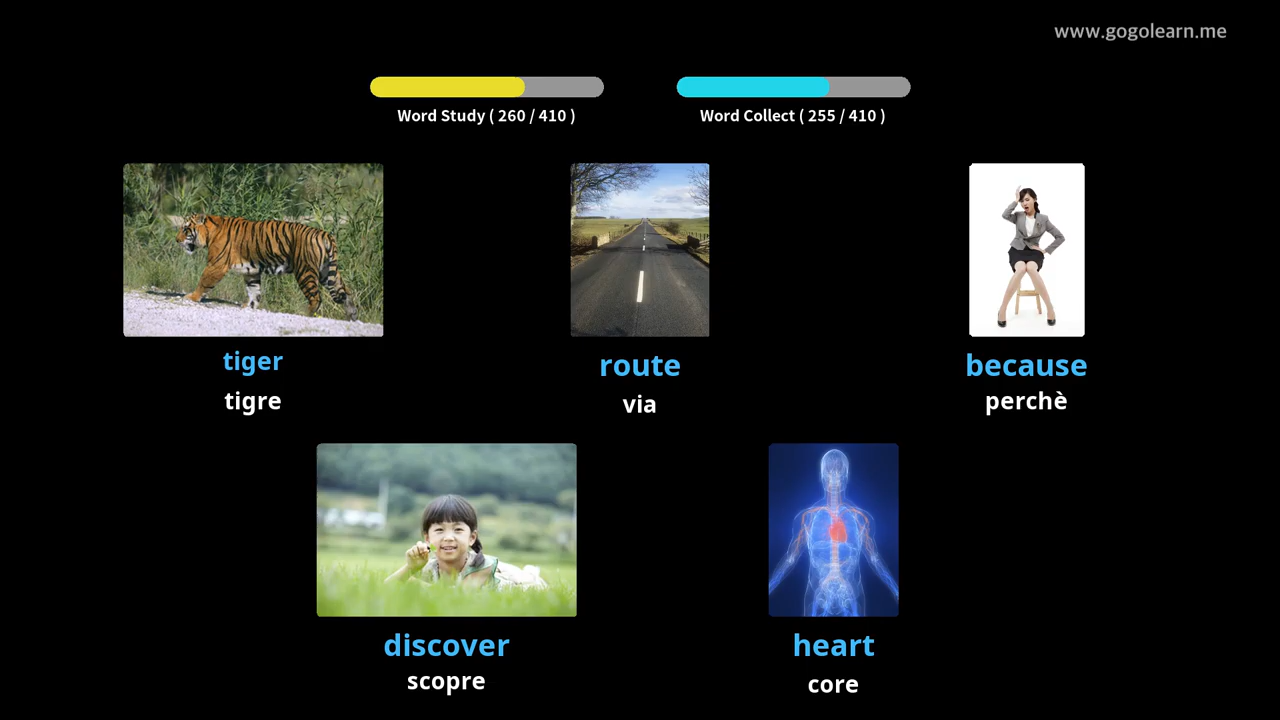 www.gogolearn.me
Word Study ( 260 / 410 )
Word Collect ( 255 / 410 )
tiger
tigre
route
via
because
perchè
discover
scopre
heart
core